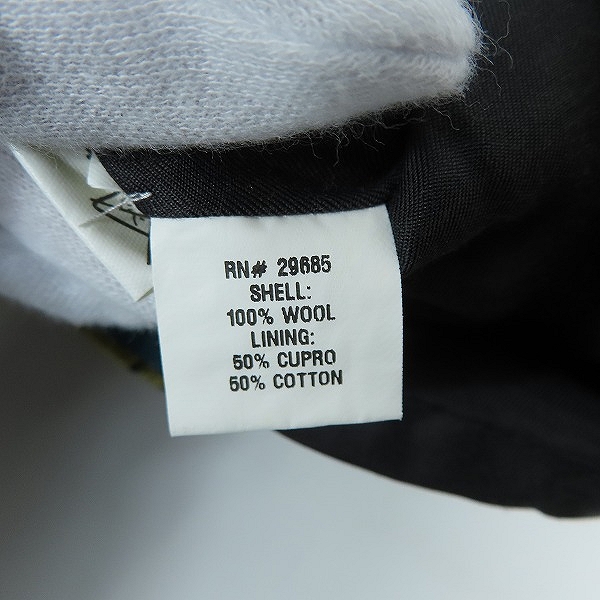 RN# 29685
SHELL:
100% WOOL
LINING:
50% CUPRO
50% COTTON